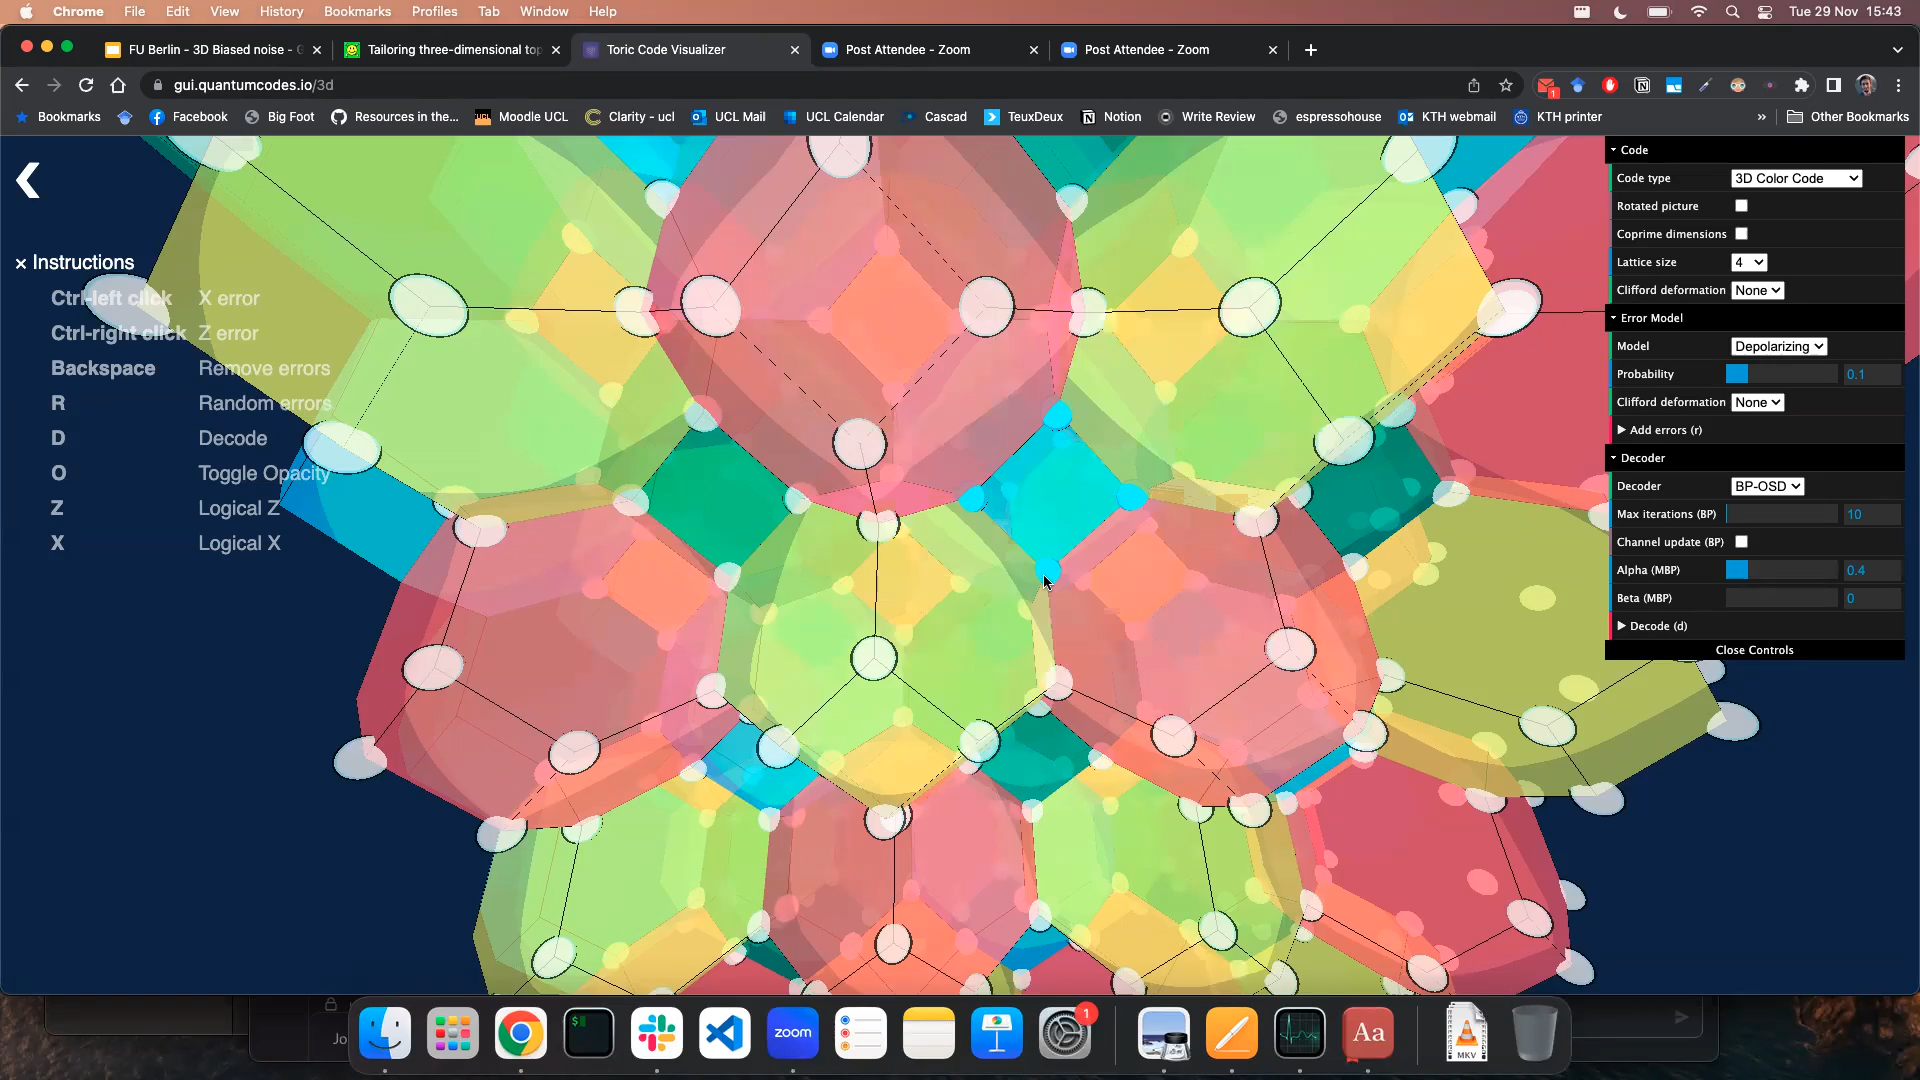 Chrome File Edit View History Bookmarks Profiles Tab Window Help Tue 29 Nov 15:43
FU Berlin - 3D Biased noise - Tailoring three-dimensional top Toric Code Visualizer Post Attendee - Zoom Post Attendee - Zoom
gui.quantumcodes.io/3d 1
Bookmarks Facebook Big Foot Resources in the... UCL Moodle UCL Clarity - ucl UCL Mail UCL Calendar Cascad TeuxDeux Notion Write Review espressohouse KTH webmail KTH printer » Other Bookmarks
× Instructions
Ctrl-left click X error
Ctrl-right click Z error
Backspace Remove errors
R Random errors
D Decode
O Toggle Opacity
Z Logical Z
X Logical X
Code
Code type 3D Color Code
Rotated picture
Coprime dimensions
Lattice size 4
Clifford deformation None
Error Model
Model Depolarizing
Probability 0.1
Clifford deformation None
Add errors (r)
Decoder
Decoder BP-OSD
Max iterations (BP) 10
Channel update (BP)
Alpha (MBP) 0.4
Beta (MBP) 0
Decode (d)
Close Controls
Jo
$ zoom 1 Aa MKV